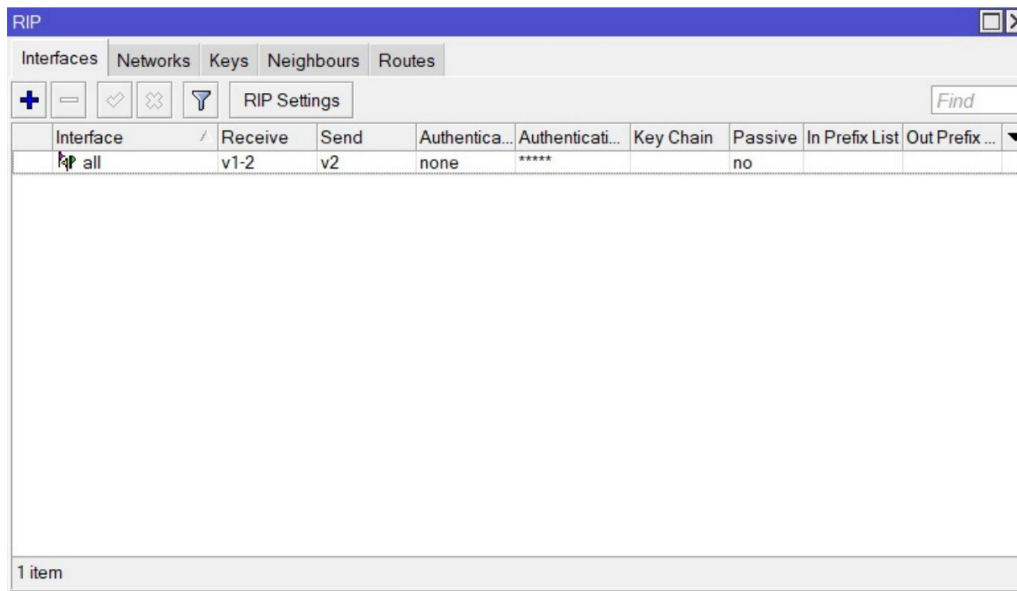 RIP
Interfaces Networks Keys Neighbours Routes
RIP Settings Find
Interface Receive Send Authentica... Authenticati... Key Chain Passive In Prefix List Out Prefix ...
all v1-2 v2 none ***** no
1 item